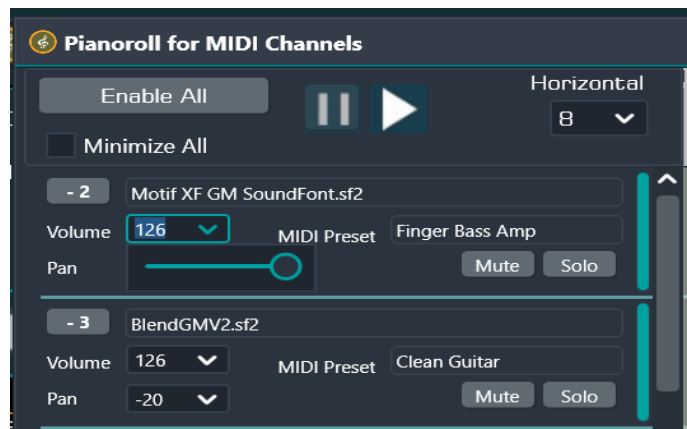 Pianoroll for MIDI Channels
Enable All
Horizontal
8
Minimize All
- 2 Motif XF GM SoundFont.sf2
Volume 126 MIDI Preset Finger Bass Amp
Pan Mute Solo
- 3 BlendGMV2.sf2
Volume 126 MIDI Preset Clean Guitar
Pan -20 Mute Solo